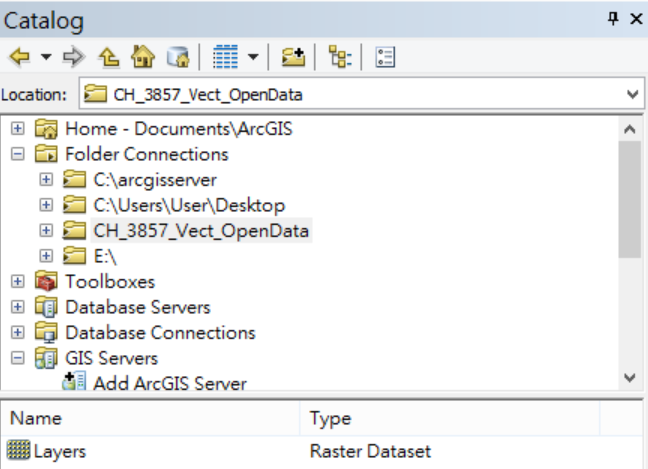 Catalog
Location: CH_3857_Vect_OpenData
Home - Documents\ArcGIS
Folder Connections
C:\arcgisserver
C:\Users\User\Desktop
CH_3857_Vect_OpenData
E:\
Toolboxes
Database Servers
Database Connections
GIS Servers
Add ArcGIS Server
Name Type
Layers Raster Dataset